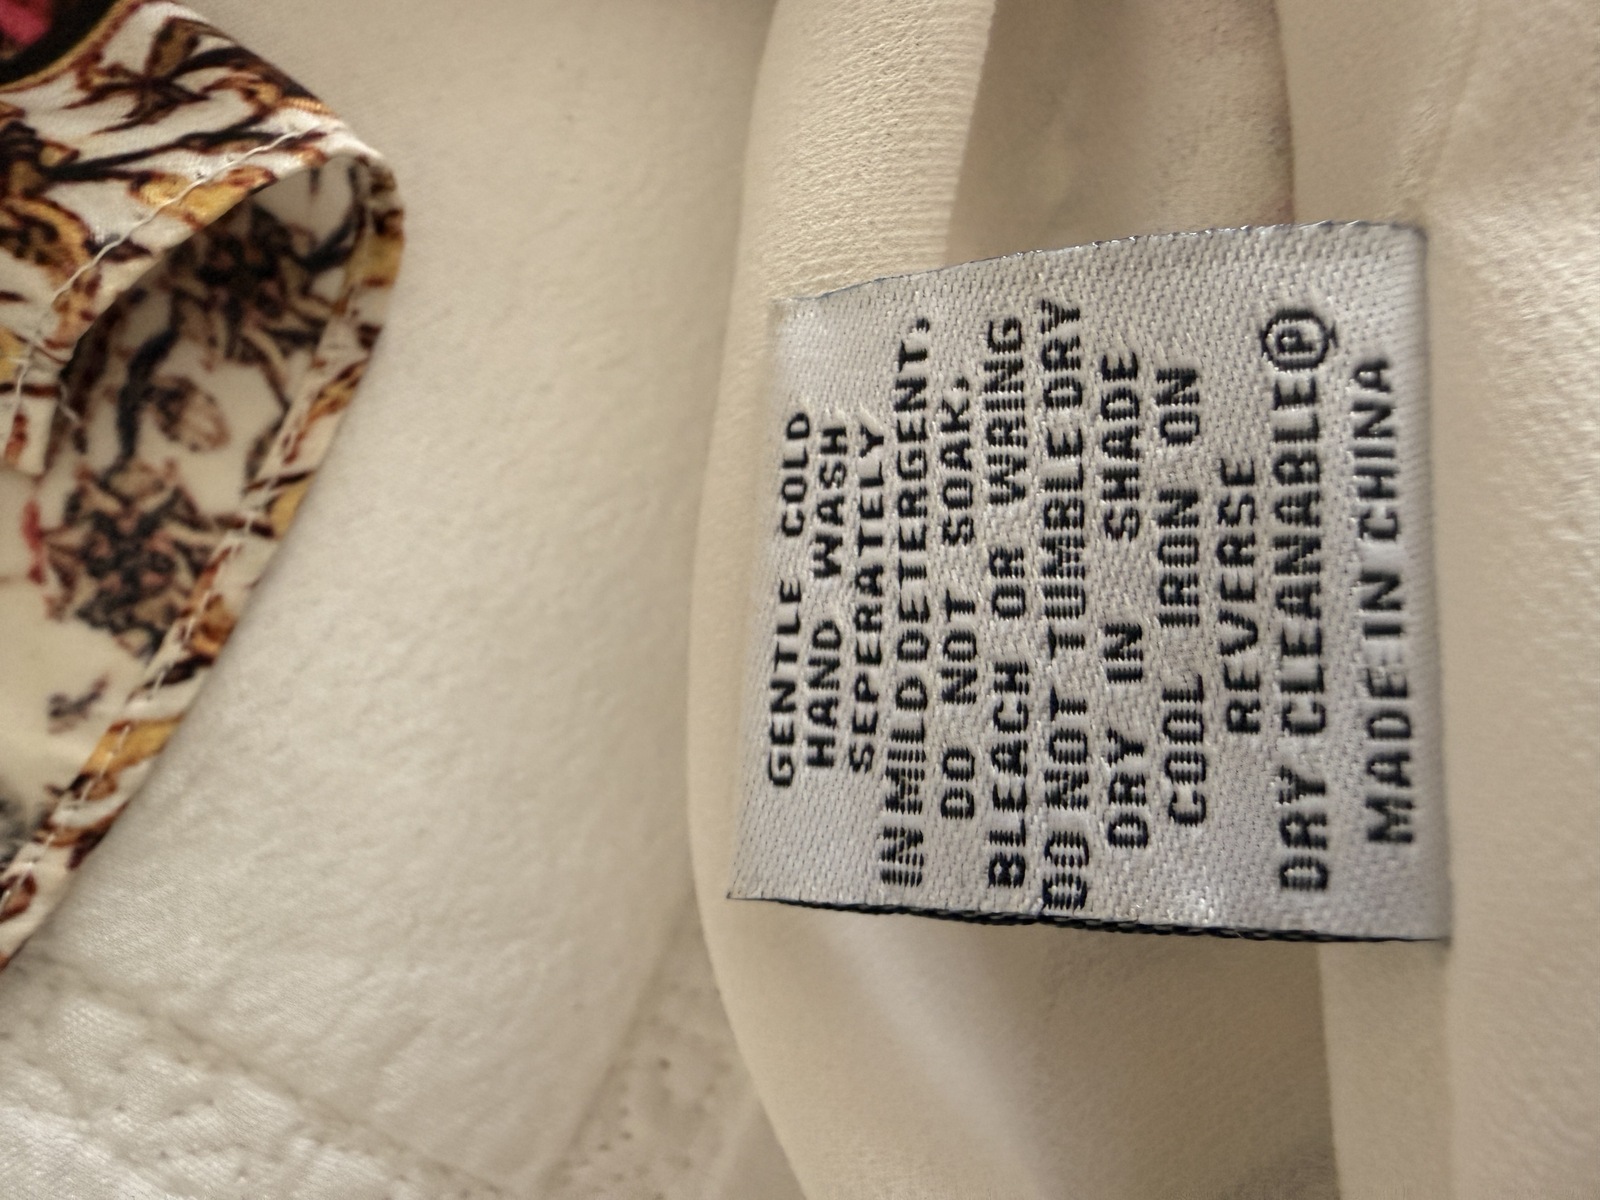 GENTLE COLD
HAND WASH
SEPERATELY
IN MILD DETERGENT,
DO NOT SOAK,
BLEACH OR WRING
DO NOT TUMBLE DRY
DRY IN SHADE
COOL IRON ON
REVERSE
DRY CLEANABLE Ⓟ
MADE IN CHINA